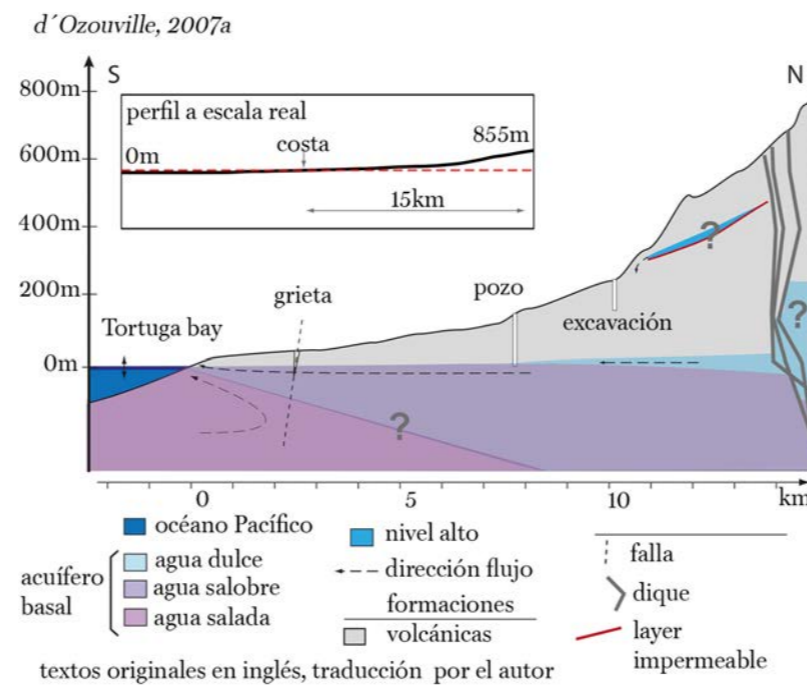 d´Ozouville, 2007a
S
N
800m
600m
400m
200m
0m
perfil a escala real
0m
costa
855m
15km
Tortuga bay
grieta
pozo
excavación
?
?
?
0
5
10
km
océano Pacífico
acuífero basal
agua dulce
agua salobre
agua salada
nivel alto
dirección flujo
formaciones
volcánicas
falla
dique
layer
impermeable
textos originales en inglés, traducción por el autor